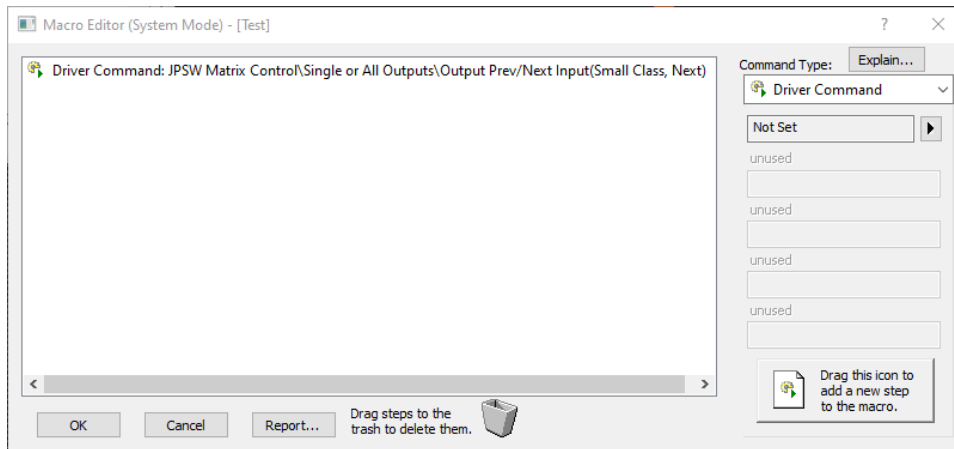 Macro Editor (System Mode) - [Test]
?
Driver Command: JPSW Matrix Control\Single or All Outputs\Output Prev/Next Input(Small Class, Next)
Command Type:
Explain...
Driver Command
Not Set
unused
unused
unused
unused
Drag this icon to
add a new step
to the macro.
OK
Cancel
Report...
Drag steps to the
trash to delete them.